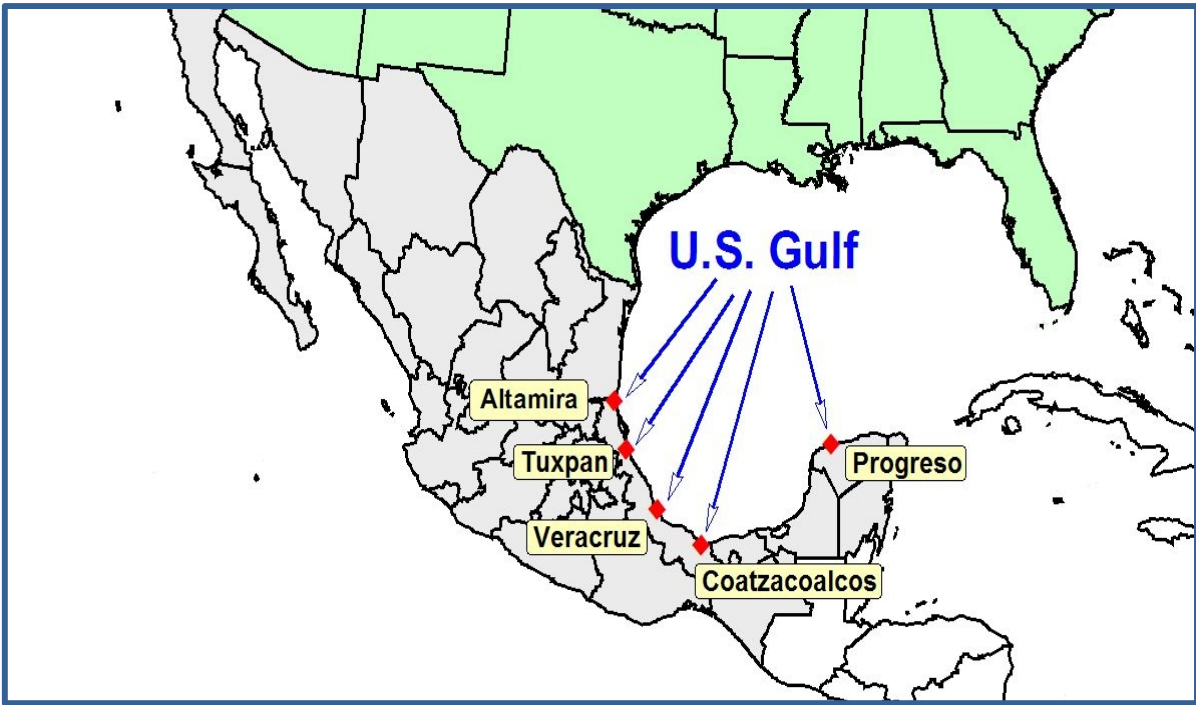 U.S. Gulf
Altamira
Tuxpan
Progreso
Veracruz
Coatzacoalcos